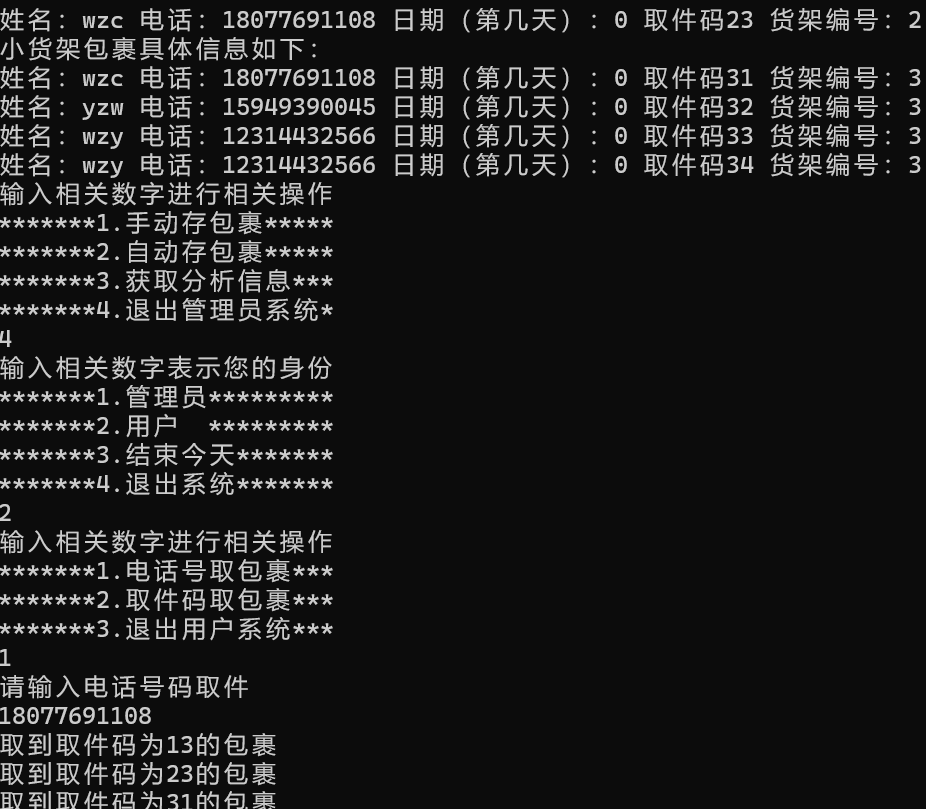 姓名：wzc 电话：18077691108 日期（第几天）：0 取件码23 货架编号：2
小货架包裹具体信息如下：
姓名：wzc 电话：18077691108 日期（第几天）：0 取件码31 货架编号：3
姓名：yzw 电话：15949390045 日期（第几天）：0 取件码32 货架编号：3
姓名：wzy 电话：12314432566 日期（第几天）：0 取件码33 货架编号：3
姓名：wzy 电话：12314432566 日期（第几天）：0 取件码34 货架编号：3
输入相关数字进行相关操作
*******1.手动存包裹*****
*******2.自动存包裹*****
*******3.获取分析信息***
*******4.退出管理员系统*
4
输入相关数字表示您的身份
*******1.管理员*********
*******2.用户  *********
*******3.结束今天*******
*******4.退出系统*******
2
输入相关数字进行相关操作
*******1.电话号取包裹***
*******2.取件码取包裹***
*******3.退出用户系统***
1
请输入电话号码取件
18077691108
取到取件码为13的包裹
取到取件码为23的包裹
取到取件码为31的包裹